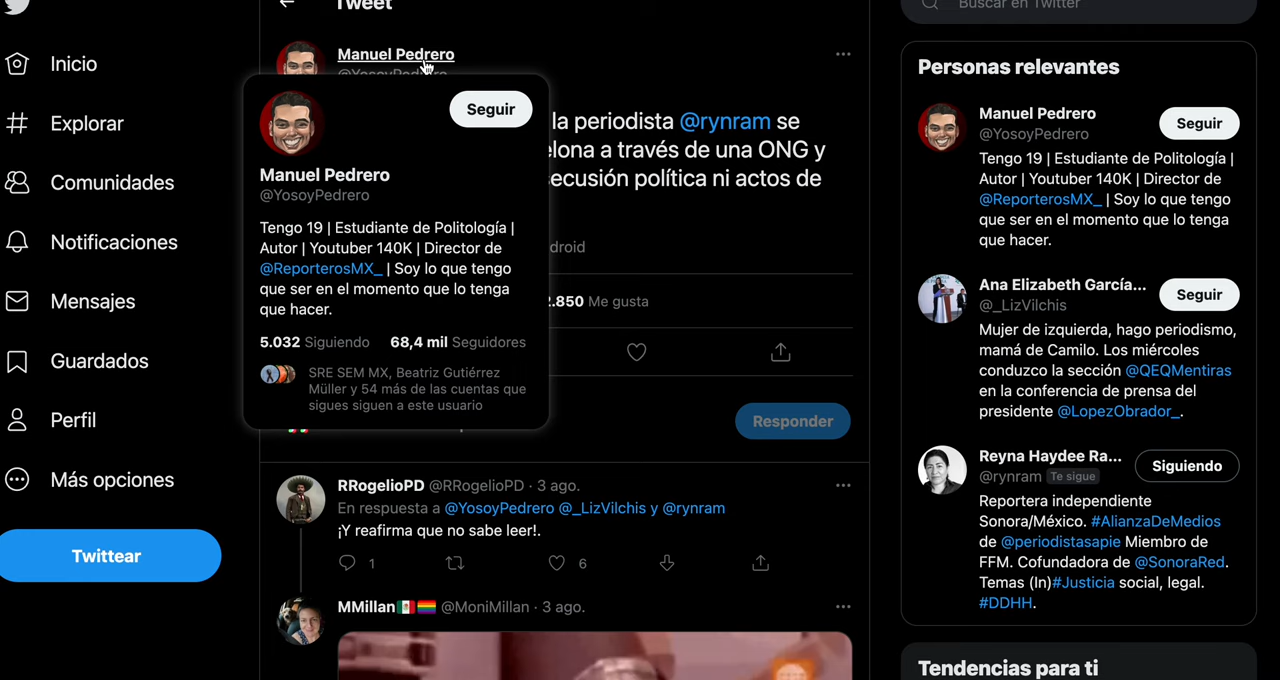 Tweet
Inicio
Explorar
Comunidades
Notificaciones
Mensajes
Guardados
Perfil
Más opciones
Twittear
Manuel Pedrero
@YosoyPedrero
Seguir
Manuel Pedrero
@YosoyPedrero
Tengo 19 | Estudiante de Politología |
Autor | Youtuber 140K | Director de
@ReporterosMX_ | Soy lo que tengo
que ser en el momento que lo tenga
que hacer.
5.032 Siguiendo 68,4 mil Seguidores
SRE SEM MX, Beatriz Gutiérrez
Müller y 54 más de las cuentas que
sigues siguen a este usuario
la periodista @rynram se
elona a través de una ONG y
ecusión política ni actos de
droid
2.850 Me gusta
Responder
RRogelioPD @RRogelioPD · 3 ago.
En respuesta a @YosoyPedrero @_LizVilchis y @rynram
¡Y reafirma que no sabe leer!.
1 6
MMillan🇲🇽🏳️‍🌈 @MoniMillan · 3 ago.
Buscar en Twitter
Personas relevantes
Manuel Pedrero
@YosoyPedrero
Seguir
Tengo 19 | Estudiante de Politología |
Autor | Youtuber 140K | Director de
@ReporterosMX_ | Soy lo que tengo
que ser en el momento que lo tenga
que hacer.
Ana Elizabeth García...
@_LizVilchis
Seguir
Mujer de izquierda, hago periodismo,
mamá de Camilo. Los miércoles
conduzco la sección @QEQMentiras
en la conferencia de prensa del
presidente @LopezObrador_.
Reyna Haydee Ra...
@rynram Te sigue
Siguiendo
Reportera independiente
Sonora/México. #AlianzaDeMedios
de @periodistasapie Miembro de
FFM. Cofundadora de @SonoraRed.
Temas (In)#Justicia social, legal.
#DDHH.
Tendencias para ti